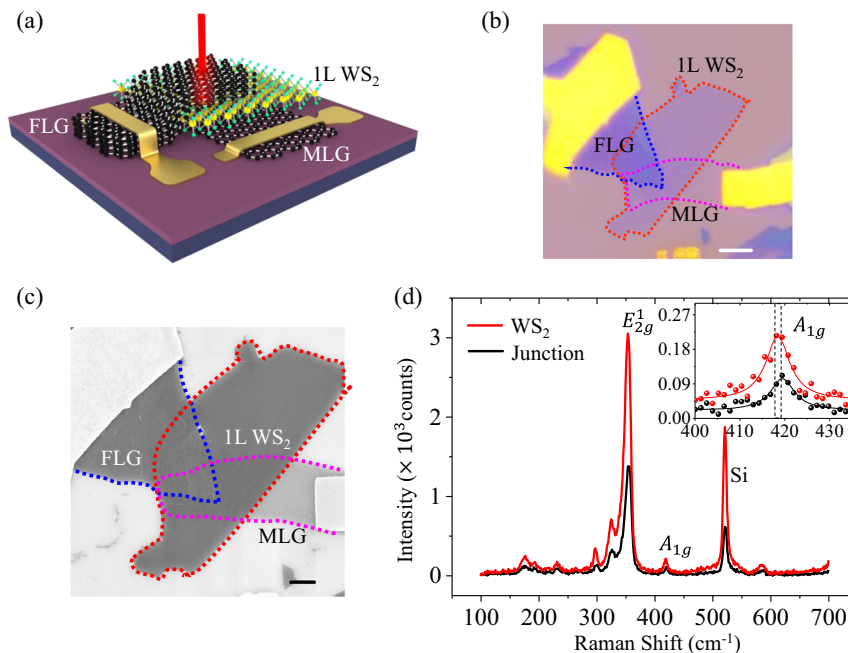 (a)
1L WS₂
FLG
MLG
(b)
1L WS₂
FLG
MLG
(c)
1L WS₂
FLG
MLG
(d)
WS₂
Junction
E¹₂g
A₁g
Si
A₁g
0.27
0.18
0.09
0.00
400 410 420 430
3
2
1
0
Intensity (× 10³ counts)
100 200 300 400 500 600 700
Raman Shift (cm⁻¹)